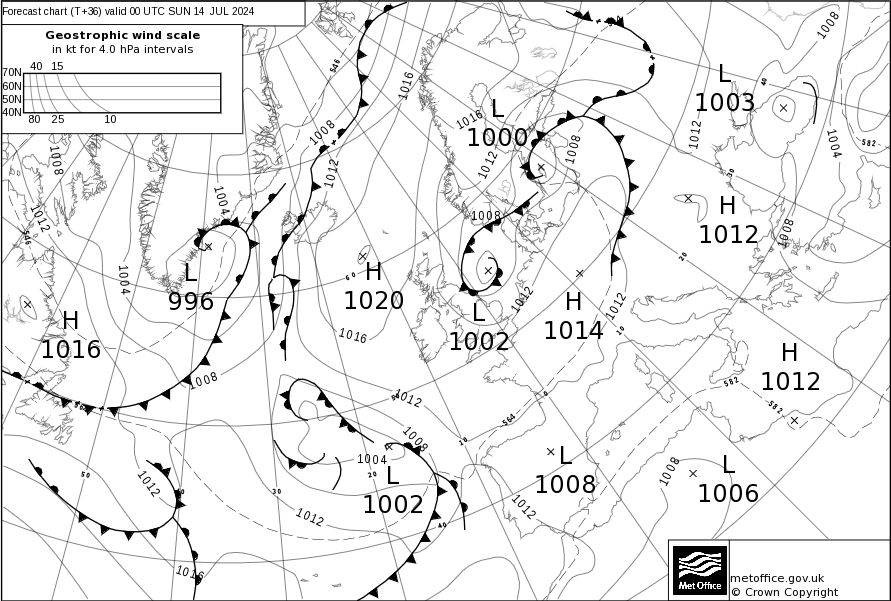 Forecast chart (T+36) valid 00 UTC SUN 14 JUL 2024
Geostrophic wind scale
in kt for 4.0 hPa intervals
40 15
70N
60N
50N
40N
80 25 10
546
1008
1016
1008
L
1003
40
1016
L
1000
1012
1004
582
1008
1008
1012
1012
1008
30
1004
1012
1008
H
1012
1008
546
20
1004
L
996
60
H
1020
1012
H
1014
1012
L
1002
10
H
1016
1016
H
1012
1008
582
1012
0
582
564
1008
10
1004
20
L
1002
L
1008
L
1006
1008
50
1012
30
1012
1012
40
1016
Met Office
metoffice.gov.uk
© Crown Copyright